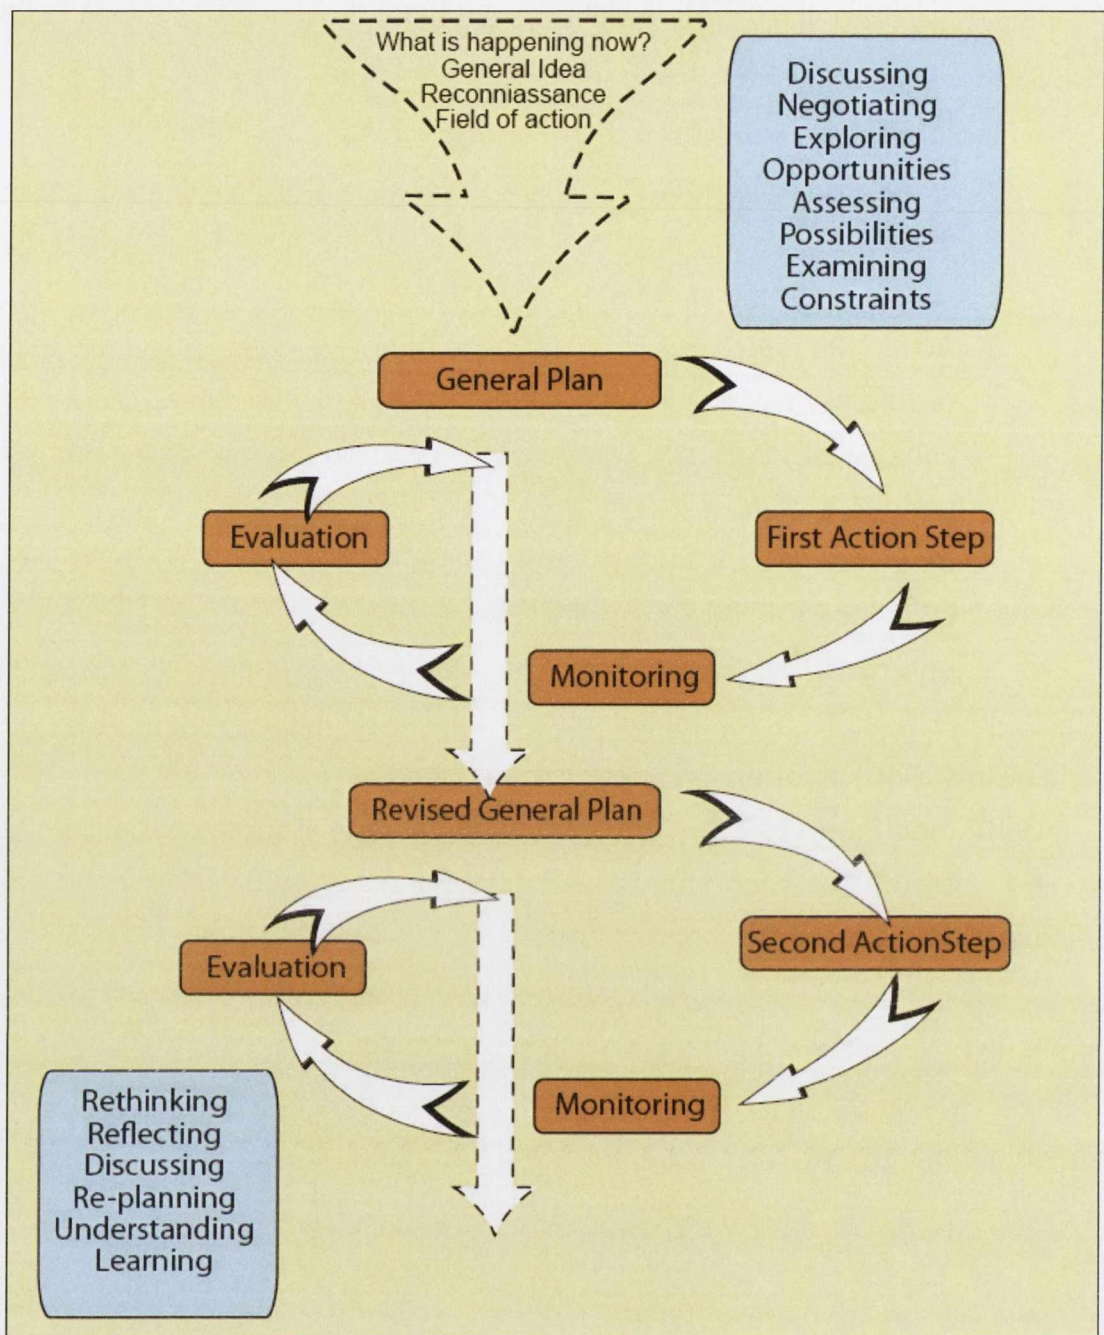 What is happening now?
General Idea
Reconniassance
Field of action
Discussing
Negotiating
Exploring
Opportunities
Assessing
Possibilities
Examining
Constraints
General Plan
Evaluation
First Action Step
Monitoring
Revised General Plan
Evaluation
Second ActionStep
Monitoring
Rethinking
Reflecting
Discussing
Re-planning
Understanding
Learning